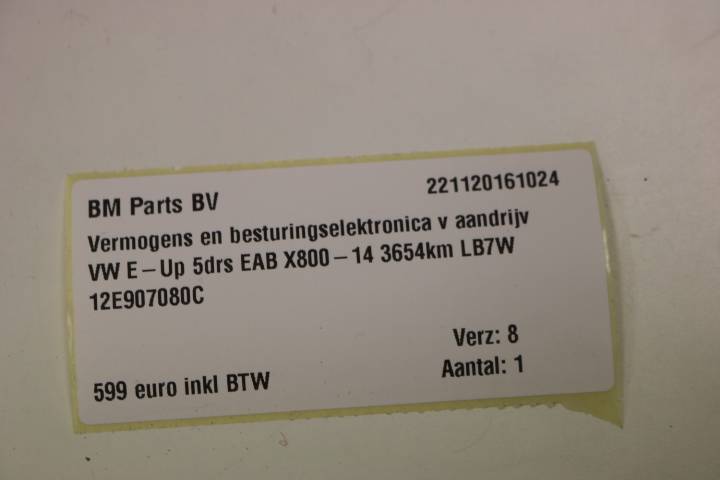 BM Parts BV 221120161024
Vermogens en besturingselektronica v aandrijv
VW E-Up 5drs EAB X800-14 3654km LB7W
12E907080C
Verz: 8
599 euro inkl BTW Aantal: 1